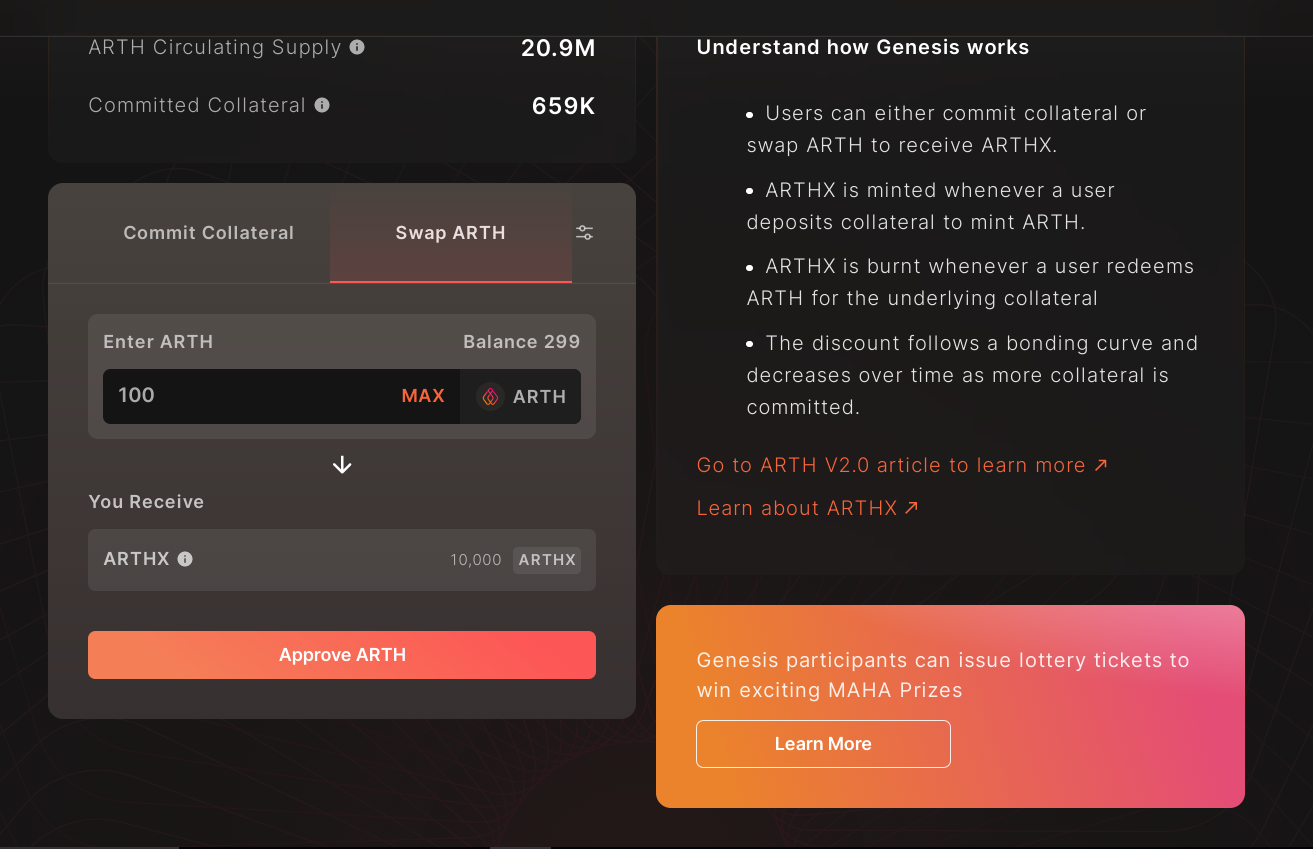 ARTH Circulating Supply
20.9M
Committed Collateral
659K
Commit Collateral
Swap ARTH
Enter ARTH
Balance 299
100
MAX
ARTH
You Receive
ARTHX
10,000
ARTHX
Approve ARTH
Understand how Genesis works
• Users can either commit collateral or
swap ARTH to receive ARTHX.
• ARTHX is minted whenever a user
deposits collateral to mint ARTH.
• ARTHX is burnt whenever a user redeems
ARTH for the underlying collateral
• The discount follows a bonding curve and
decreases over time as more collateral is
committed.
Go to ARTH V2.0 article to learn more ↗
Learn about ARTHX ↗
Genesis participants can issue lottery tickets to
win exciting MAHA Prizes
Learn More